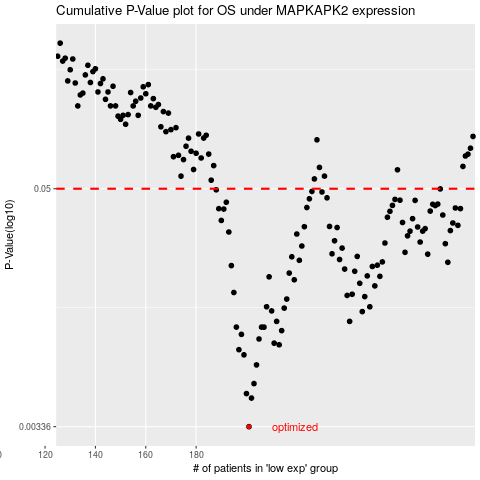 Cumulative P-Value plot for OS under MAPKAPK2 expression
P-Value(log10)
0.05
0.00336
optimized
0 120 140 160 180
# of patients in 'low exp' group